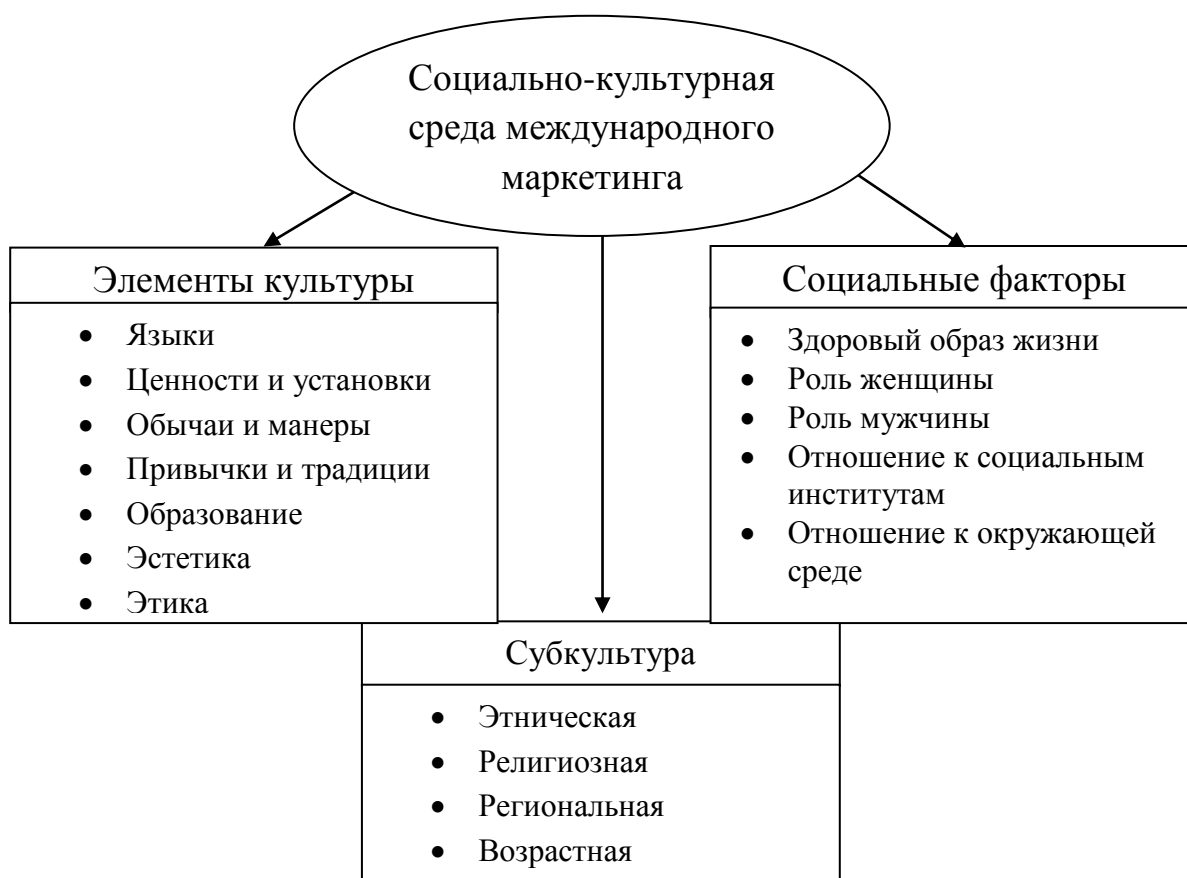 Социально-культурная
среда международного
маркетинга
Элементы культуры
• Языки
• Ценности и установки
• Обычаи и манеры
• Привычки и традиции
• Образование
• Эстетика
• Этика
Социальные факторы
• Здоровый образ жизни
• Роль женщины
• Роль мужчины
• Отношение к социальным
институтам
• Отношение к окружающей
среде
Субкультура
• Этническая
• Религиозная
• Региональная
• Возрастная